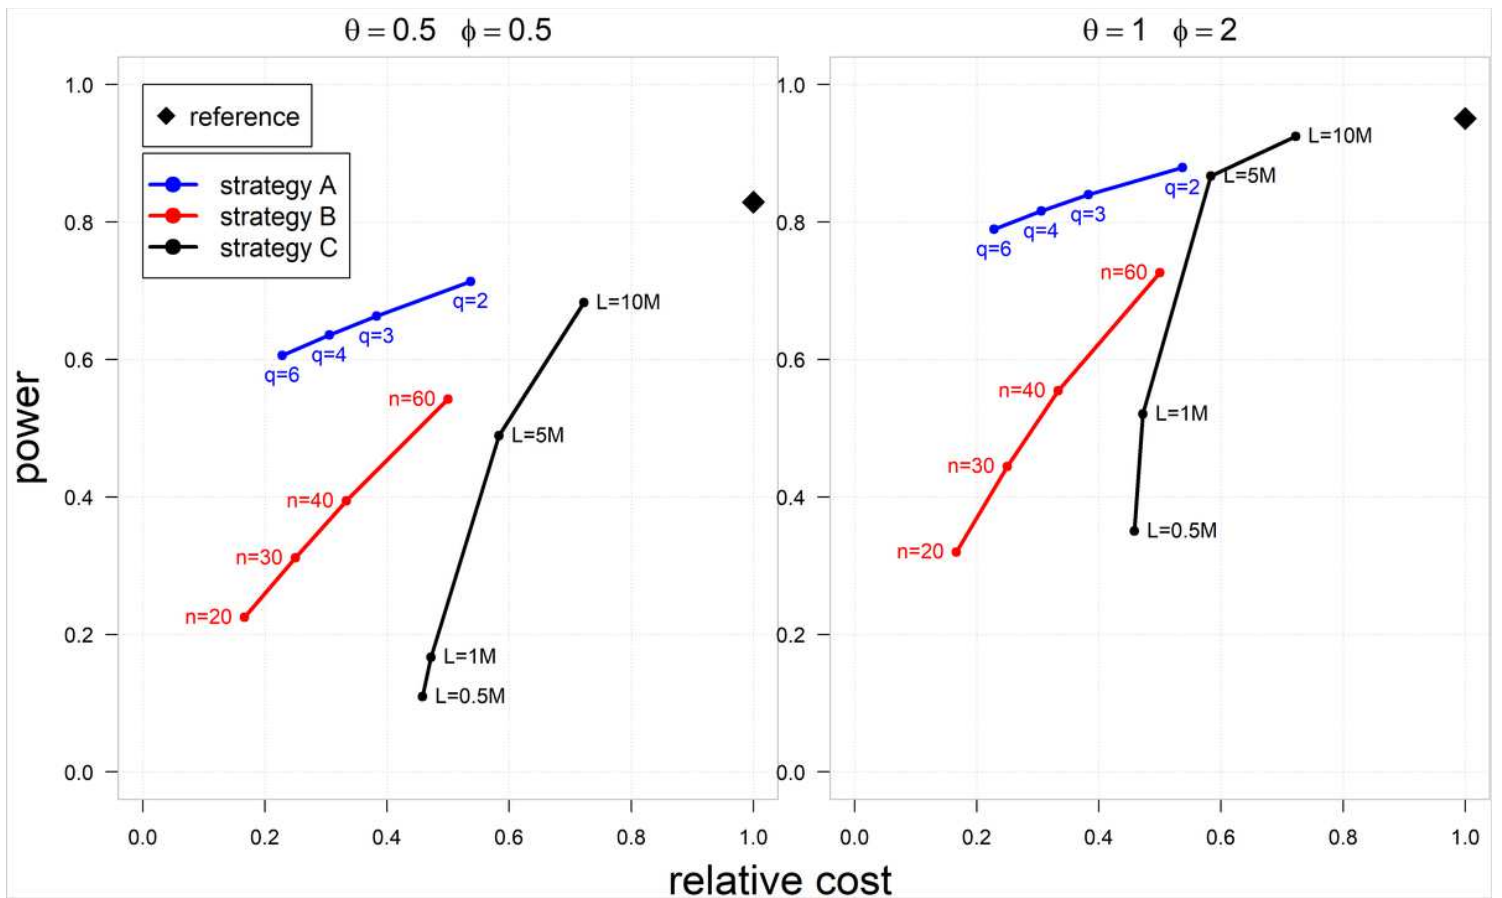 θ = 0.5 ϕ = 0.5
θ = 1 ϕ = 2
reference
strategy A
strategy B
strategy C
power
1.0
0.8
0.6
0.4
0.2
0.0
q=2
q=3
q=4
q=6
n=60
n=40
n=30
n=20
L=10M
L=5M
L=1M
L=0.5M
0.0 0.2 0.4 0.6 0.8 1.0
1.0
0.8
0.6
0.4
0.2
0.0
L=10M
L=5M
q=2
q=3
q=4
q=6
n=60
n=40
n=30
n=20
L=1M
L=0.5M
0.0 0.2 0.4 0.6 0.8 1.0
relative cost